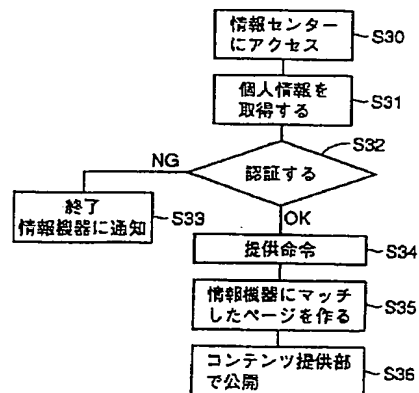 情報センター
にアクセス
S30
個人情報を
取得する
S31
S32
認証する
NG
OK
終了
情報機器に通知
S33
提供命令
S34
情報機器にマッチ
したページを作る
S35
コンテンツ提供部
で公開
S36